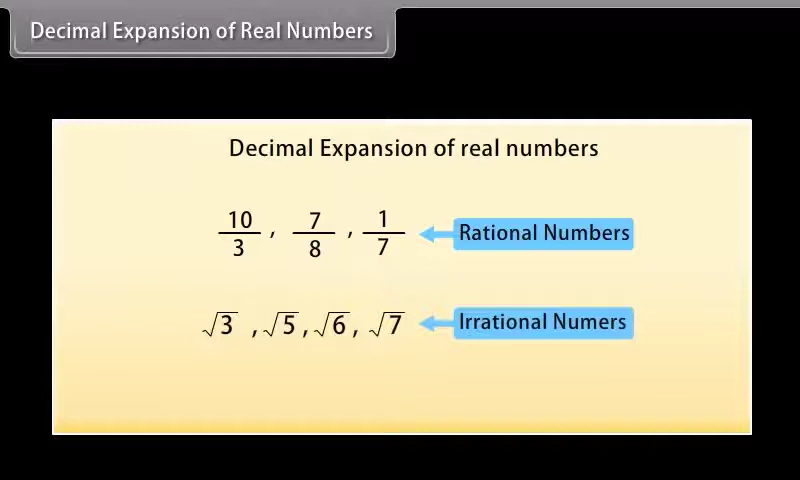 Decimal Expansion of Real Numbers
Decimal Expansion of real numbers
10/3 , 7/8 , 1/7 Rational Numbers
√3 , √5 , √6 , √7 Irrational Numers